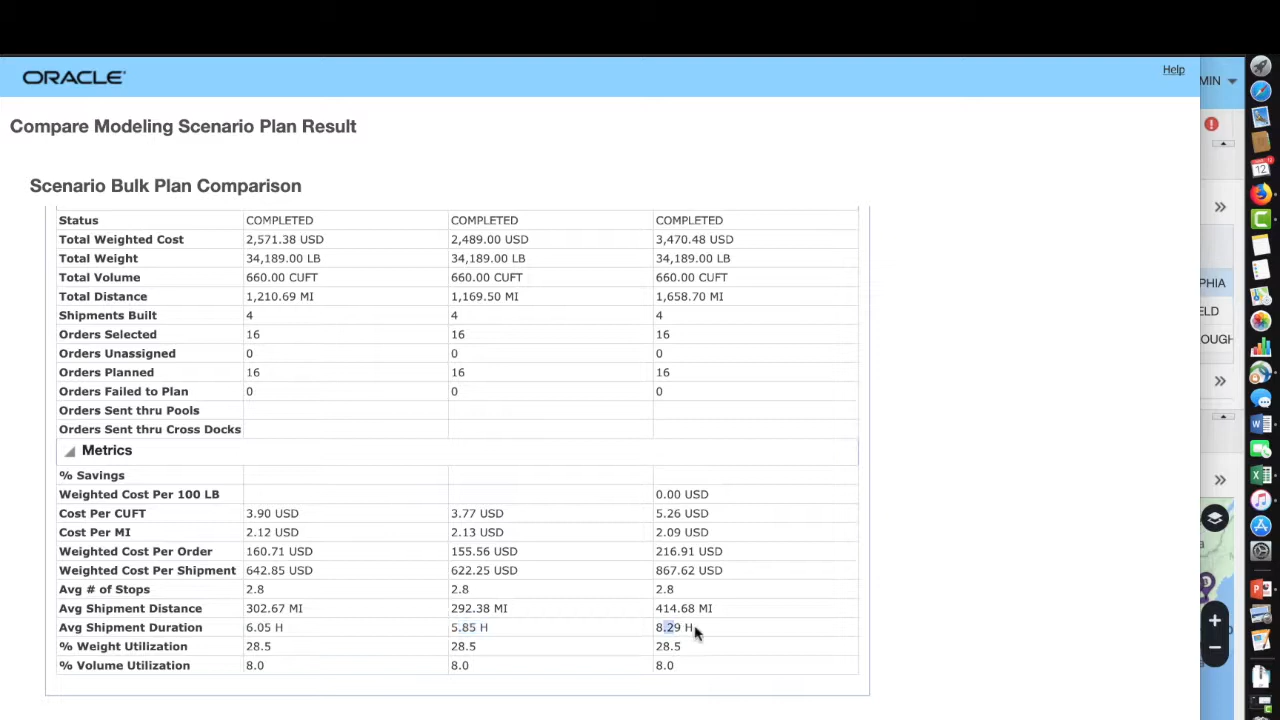 ORACLE
Help
MIN
Compare Modeling Scenario Plan Result
Scenario Bulk Plan Comparison
Status COMPLETED COMPLETED COMPLETED
Total Weighted Cost 2,571.38 USD 2,489.00 USD 3,470.48 USD
Total Weight 34,189.00 LB 34,189.00 LB 34,189.00 LB
Total Volume 660.00 CUFT 660.00 CUFT 660.00 CUFT
Total Distance 1,210.69 MI 1,169.50 MI 1,658.70 MI
Shipments Built 4 4 4
Orders Selected 16 16 16
Orders Unassigned 0 0 0
Orders Planned 16 16 16
Orders Failed to Plan 0 0 0
Orders Sent thru Pools
Orders Sent thru Cross Docks
Metrics
% Savings
Weighted Cost Per 100 LB 0.00 USD
Cost Per CUFT 3.90 USD 3.77 USD 5.26 USD
Cost Per MI 2.12 USD 2.13 USD 2.09 USD
Weighted Cost Per Order 160.71 USD 155.56 USD 216.91 USD
Weighted Cost Per Shipment 642.85 USD 622.25 USD 867.62 USD
Avg # of Stops 2.8 2.8 2.8
Avg Shipment Distance 302.67 MI 292.38 MI 414.68 MI
Avg Shipment Duration 6.05 H 5.85 H 8.29 H
% Weight Utilization 28.5 28.5 28.5
% Volume Utilization 8.0 8.0 8.0
PHIA
ELD
OUGH
12